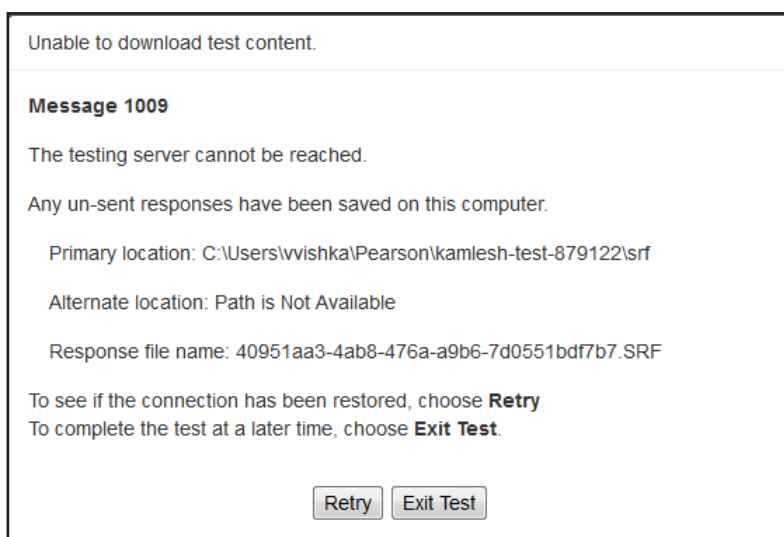 Unable to download test content.
Message 1009
The testing server cannot be reached.
Any un-sent responses have been saved on this computer.
Primary location: C:\Users\vvishka\Pearson\kamlesh-test-879122\srf
Alternate location: Path is Not Available
Response file name: 40951aa3-4ab8-476a-a9b6-7d0551bdf7b7.SRF
To see if the connection has been restored, choose Retry
To complete the test at a later time, choose Exit Test.
Retry Exit Test